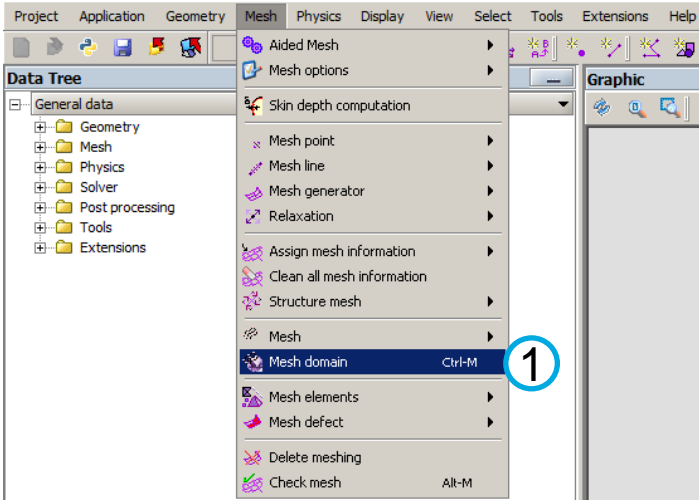 Project Application Geometry Mesh Physics Display View Select Tools Extensions Help
Data Tree
General data
Geometry
Mesh
Physics
Solver
Post processing
Tools
Extensions
Aided Mesh
Mesh options
Skin depth computation
Mesh point
Mesh line
Mesh generator
Relaxation
Assign mesh information
Clean all mesh information
Structure mesh
Mesh
Mesh domain Ctrl-M
1
Mesh elements
Mesh defect
Delete meshing
Check mesh Alt-M
Graphic